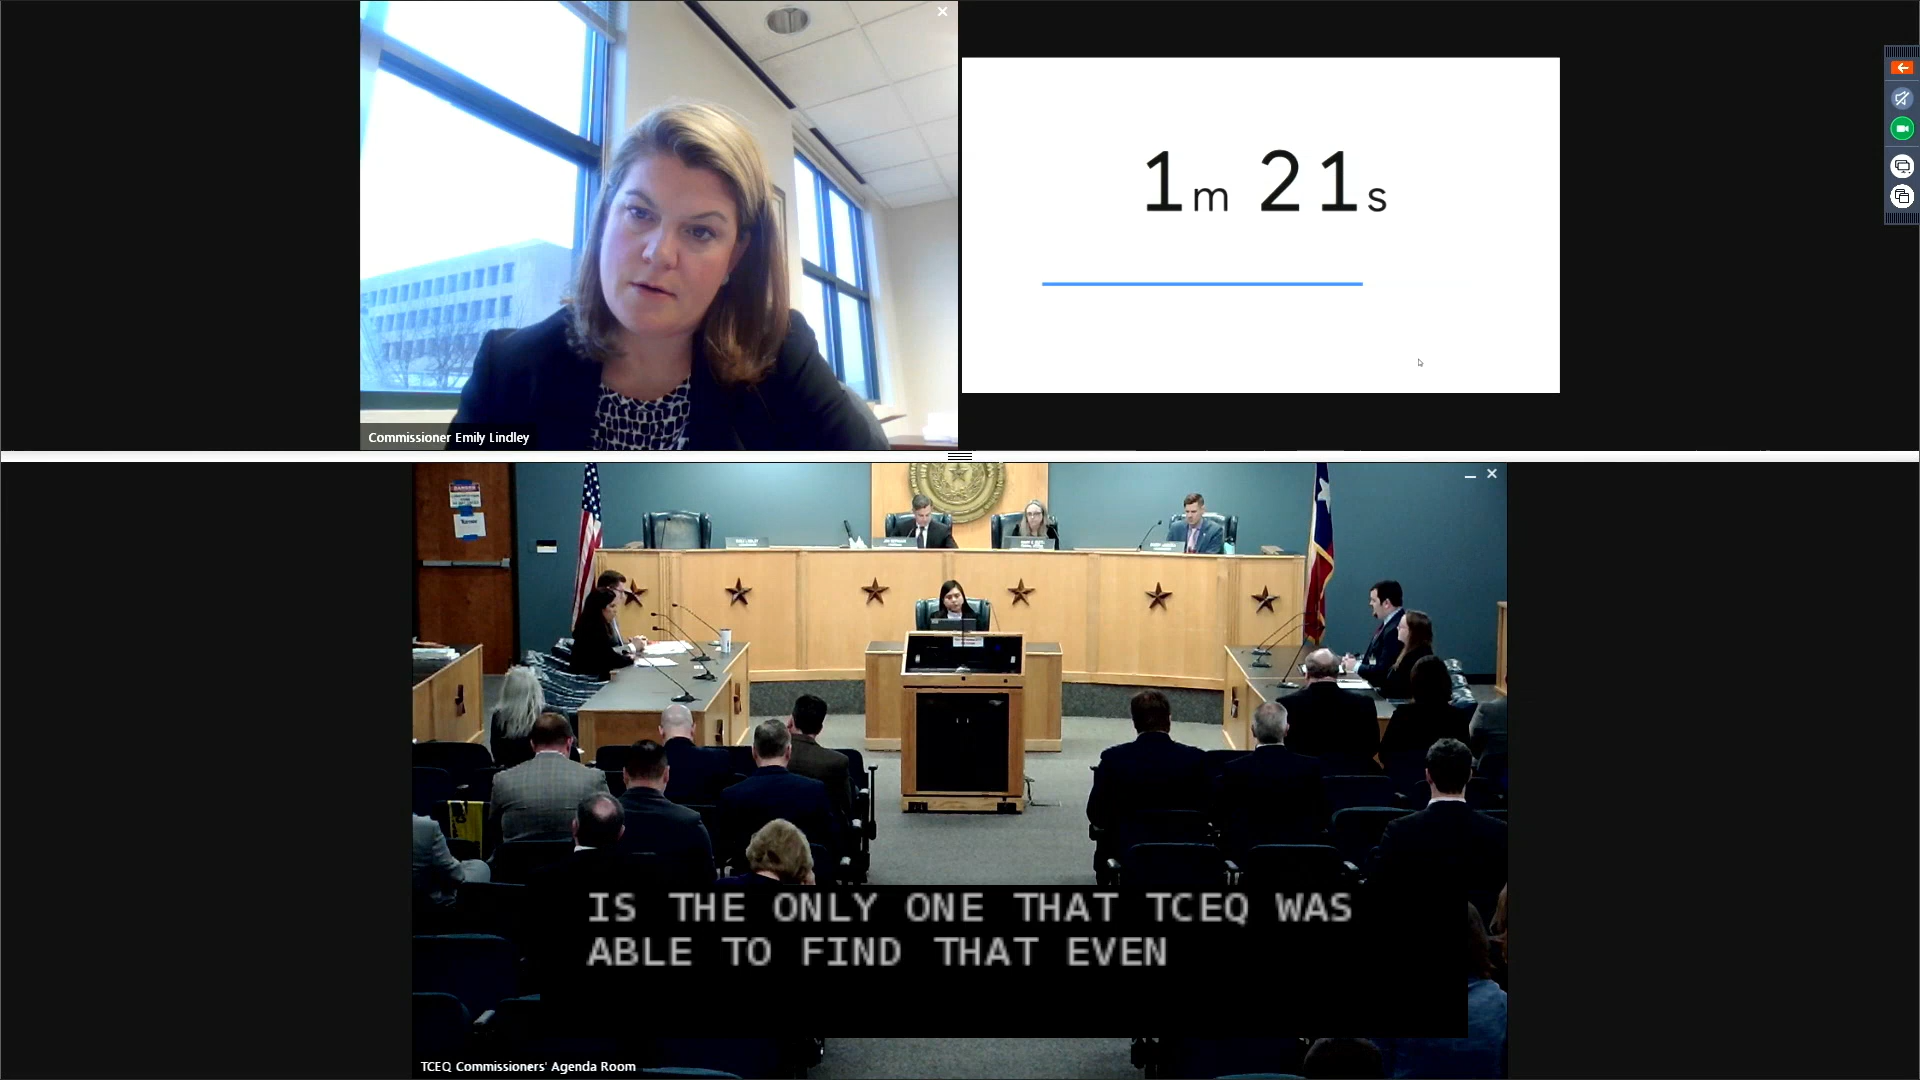 Commissioner Emily Lindley
1m 21s
IS THE ONLY ONE THAT TCEQ WAS
ABLE TO FIND THAT EVEN
TCEQ Commissioners' Agenda Room